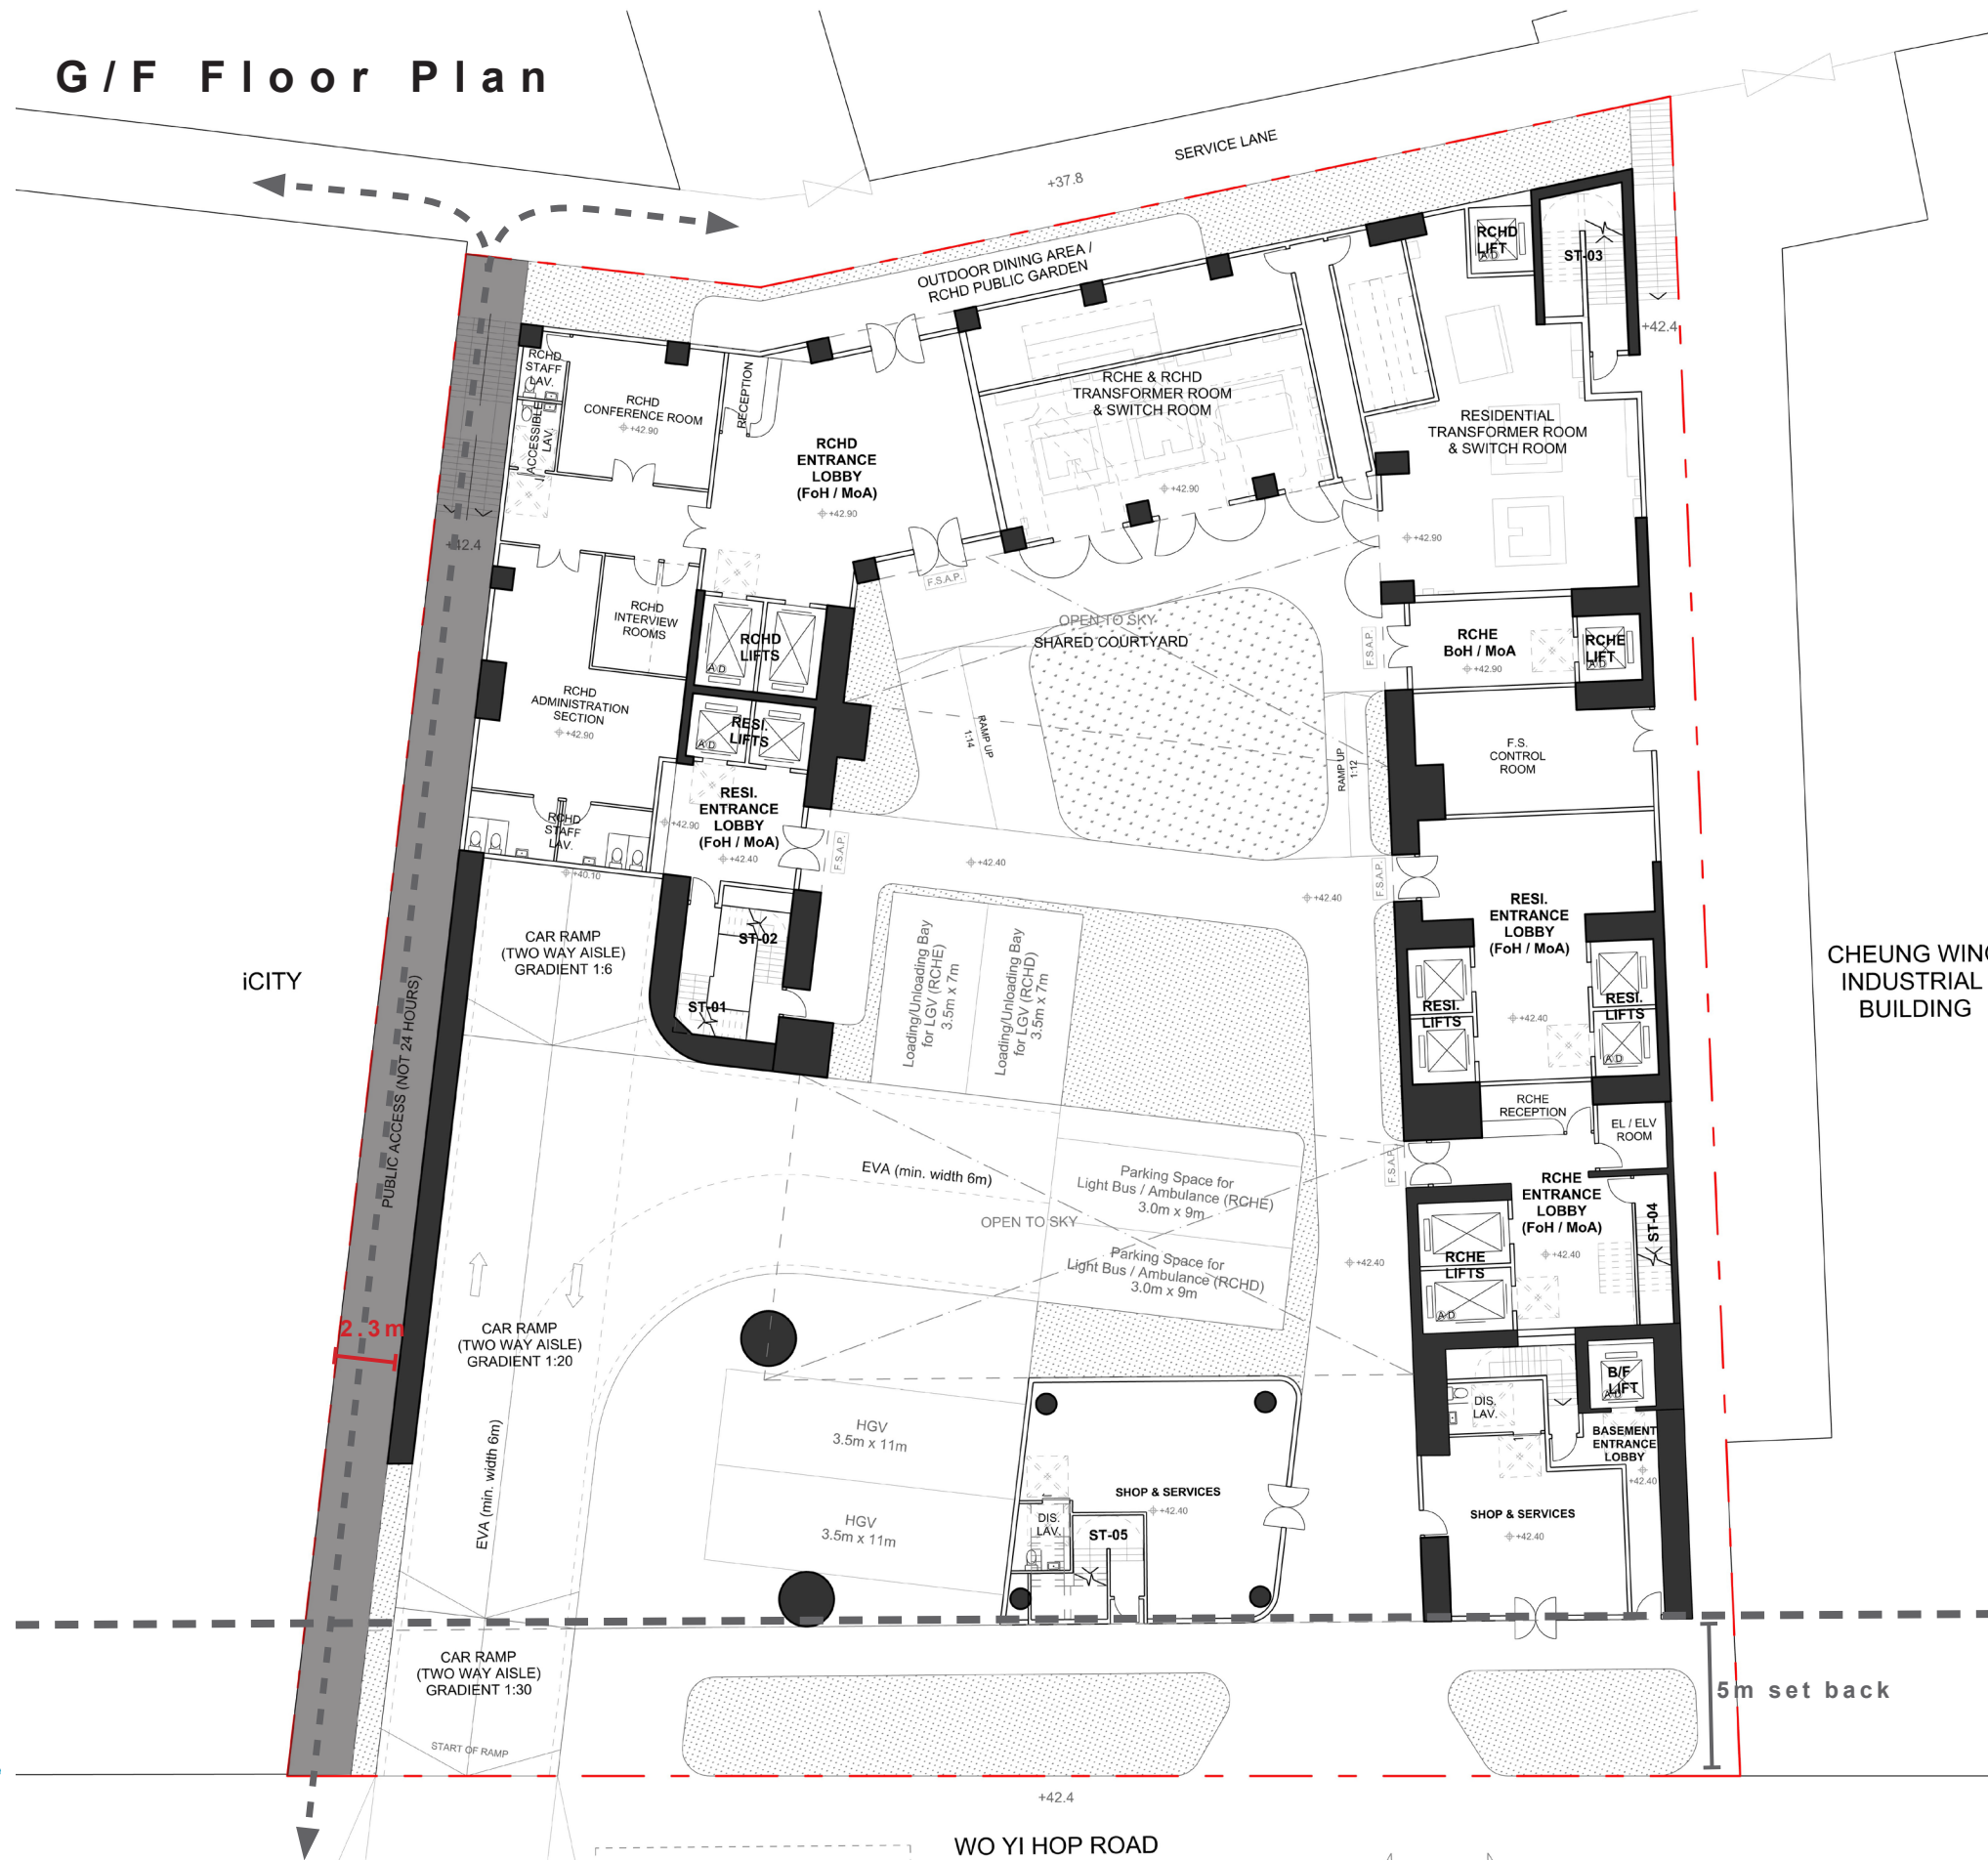 G/F Floor Plan
SERVICE LANE
+37.8
OUTDOOR DINING AREA /
RCHD PUBLIC GARDEN
RCHD
LIFT
A/D
ST-03
+42.4
RCHD
STAFF
LAV.
ACCESSIBLE
LAV.
RCHD
CONFERENCE ROOM
+42.90
RECEPTION
RCHD
ENTRANCE
LOBBY
(FoH / MoA)
+42.90
RCHE & RCHD
TRANSFORMER ROOM
& SWITCH ROOM
+42.90
RESIDENTIAL
TRANSFORMER ROOM
& SWITCH ROOM
+42.90
+42.4
F.S.A.P.
RCHD
INTERVIEW
ROOMS
RCHD
LIFTS
A/D
OPEN TO SKY
SHARED COURTYARD
F.S.A.P.
RCHE
BoH / MoA
+42.90
RCHE
LIFT
A/D
RCHD
ADMINISTRATION
SECTION
+42.90
RESI.
LIFTS
A/D
RAMP UP
1:14
RAMP UP
1:12
F.S.
CONTROL
ROOM
RCHD
STAFF
LAV.
RESI.
ENTRANCE
LOBBY
(FoH / MoA)
+42.90
+42.40
F.S.A.P.
+42.40
F.S.A.P.
+42.40
+40.10
CAR RAMP
(TWO WAY AISLE)
GRADIENT 1:6
ST-02
ST-01
Loading/Unloading Bay
for LGV (RCHE)
3.5m x 7m
Loading/Unloading Bay
for LGV (RCHD)
3.5m x 7m
RESI.
ENTRANCE
LOBBY
(FoH / MoA)
+42.40
RESI.
LIFTS
RESI.
LIFTS
A/D
iCITY
CHEUNG WING
INDUSTRIAL
BUILDING
PUBLIC ACCESS (NOT 24 HOURS)
RCHE
RECEPTION
EL / ELV
ROOM
F.S.A.P.
EVA (min. width 6m)
OPEN TO SKY
Parking Space for
Light Bus / Ambulance (RCHE)
3.0m x 9m
Parking Space for
Light Bus / Ambulance (RCHD)
3.0m x 9m
+42.40
RCHE
ENTRANCE
LOBBY
(FoH / MoA)
+42.40
RCHE
LIFTS
A/D
ST-04
2.3m
CAR RAMP
(TWO WAY AISLE)
GRADIENT 1:20
EVA (min. width 6m)
HGV
3.5m x 11m
HGV
3.5m x 11m
SHOP & SERVICES
+42.40
DIS.
LAV.
ST-05
DIS.
LAV.
B/F
LIFT
A/D
BASEMENT
ENTRANCE
LOBBY
+42.40
SHOP & SERVICES
+42.40
CAR RAMP
(TWO WAY AISLE)
GRADIENT 1:30
START OF RAMP
5m set back
+42.4
WO YI HOP ROAD